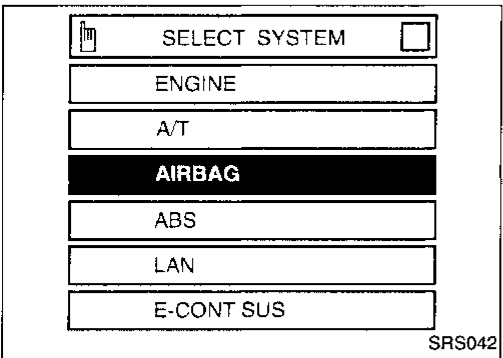 SELECT SYSTEM
ENGINE
A/T
AIRBAG
ABS
LAN
E-CONT SUS
SRS042